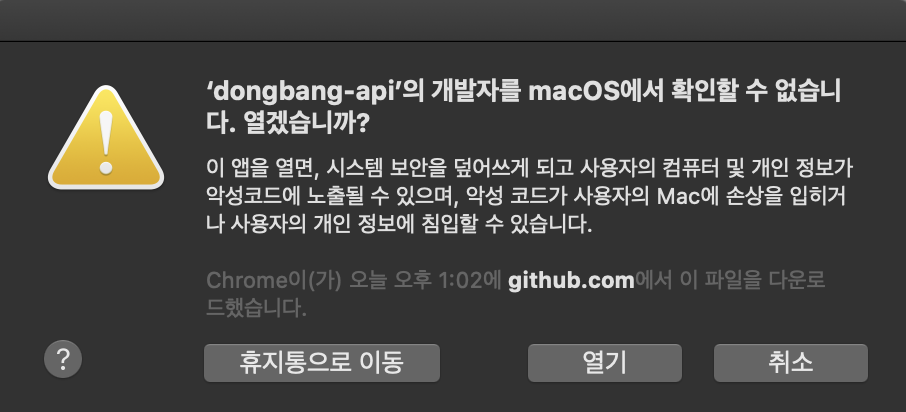 ‘dongbang-api’의 개발자를 macOS에서 확인할 수 없습니
다. 열겠습니까?
이 앱을 열면, 시스템 보안을 덮어쓰게 되고 사용자의 컴퓨터 및 개인 정보가
악성코드에 노출될 수 있으며, 악성 코드가 사용자의 Mac에 손상을 입히거
나 사용자의 개인 정보에 침입할 수 있습니다.
Chrome이(가) 오늘 오후 1:02에 github.com에서 이 파일을 다운로
드했습니다.
? 휴지통으로 이동 열기 취소